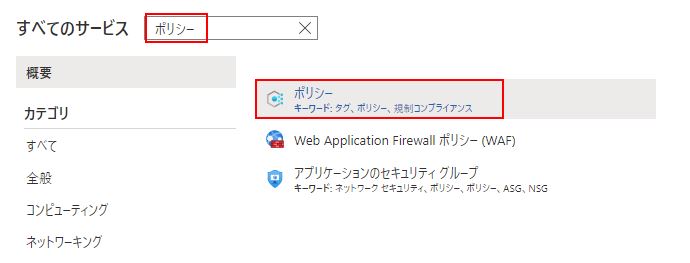 すべてのサービス
ポリシー
概要
カテゴリ
すべて
全般
コンピューティング
ネットワーキング
ポリシー
キーワード: タグ、ポリシー、規制コンプライアンス
Web Application Firewall ポリシー (WAF)
アプリケーションのセキュリティ グループ
キーワード: ネットワーク セキュリティ、ポリシー、ポリシー、ASG、NSG